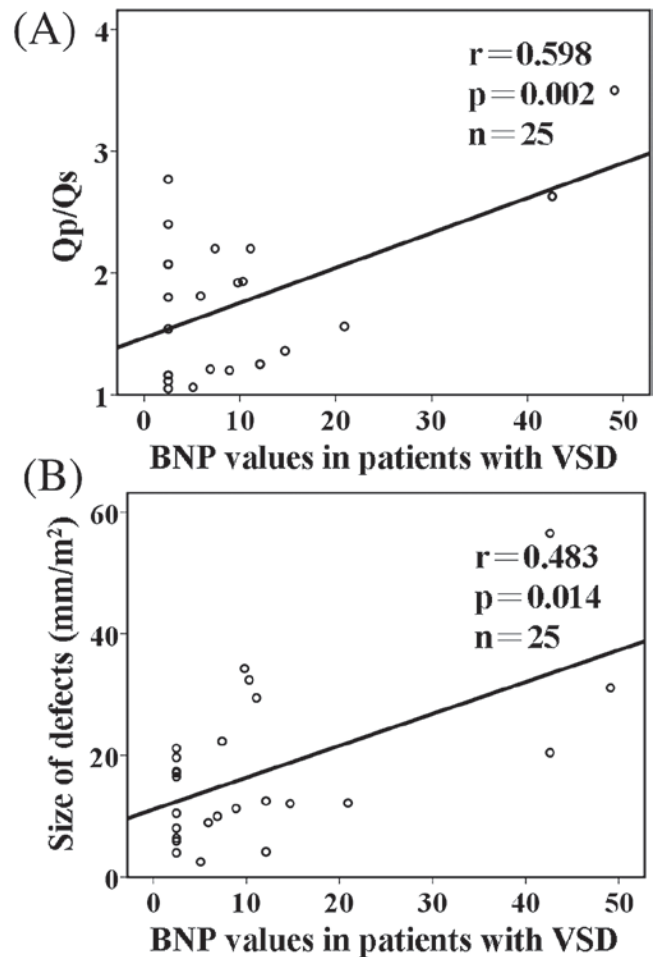 (A)
4
3
2
1
Qp/Qs
r=0.598
p=0.002
n=25
0 10 20 30 40 50
BNP values in patients with VSD
(B)
60
40
20
0
Size of defects (mm/m²)
r=0.483
p=0.014
n=25
0 10 20 30 40 50
BNP values in patients with VSD